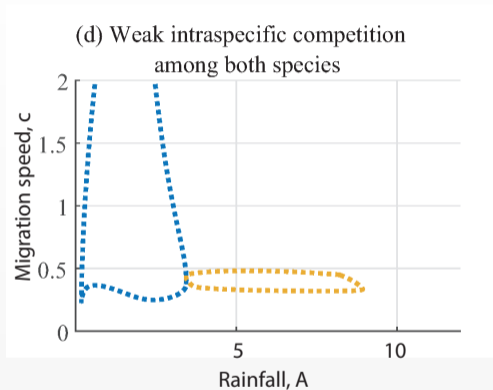 (d) Weak intraspecific competition
among both species
Migration speed, c
2
1.5
1
0.5
0
5
10
Rainfall, A